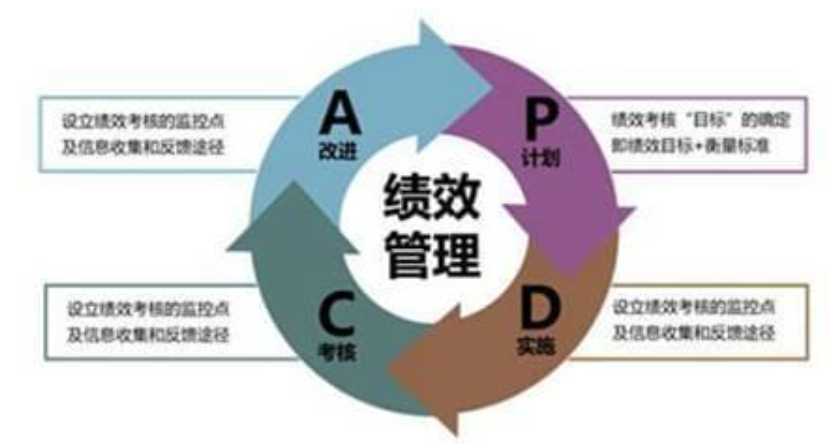 A
改进
P
计划
设立绩效考核的监控点
及信息收集和反馈途径
绩效考核“目标”的确定
即绩效目标+衡量标准
绩效
管理
设立绩效考核的监控点
及信息收集和反馈途径
C
考核
D
实施
设立绩效考核的监控点
及信息收集和反馈途径